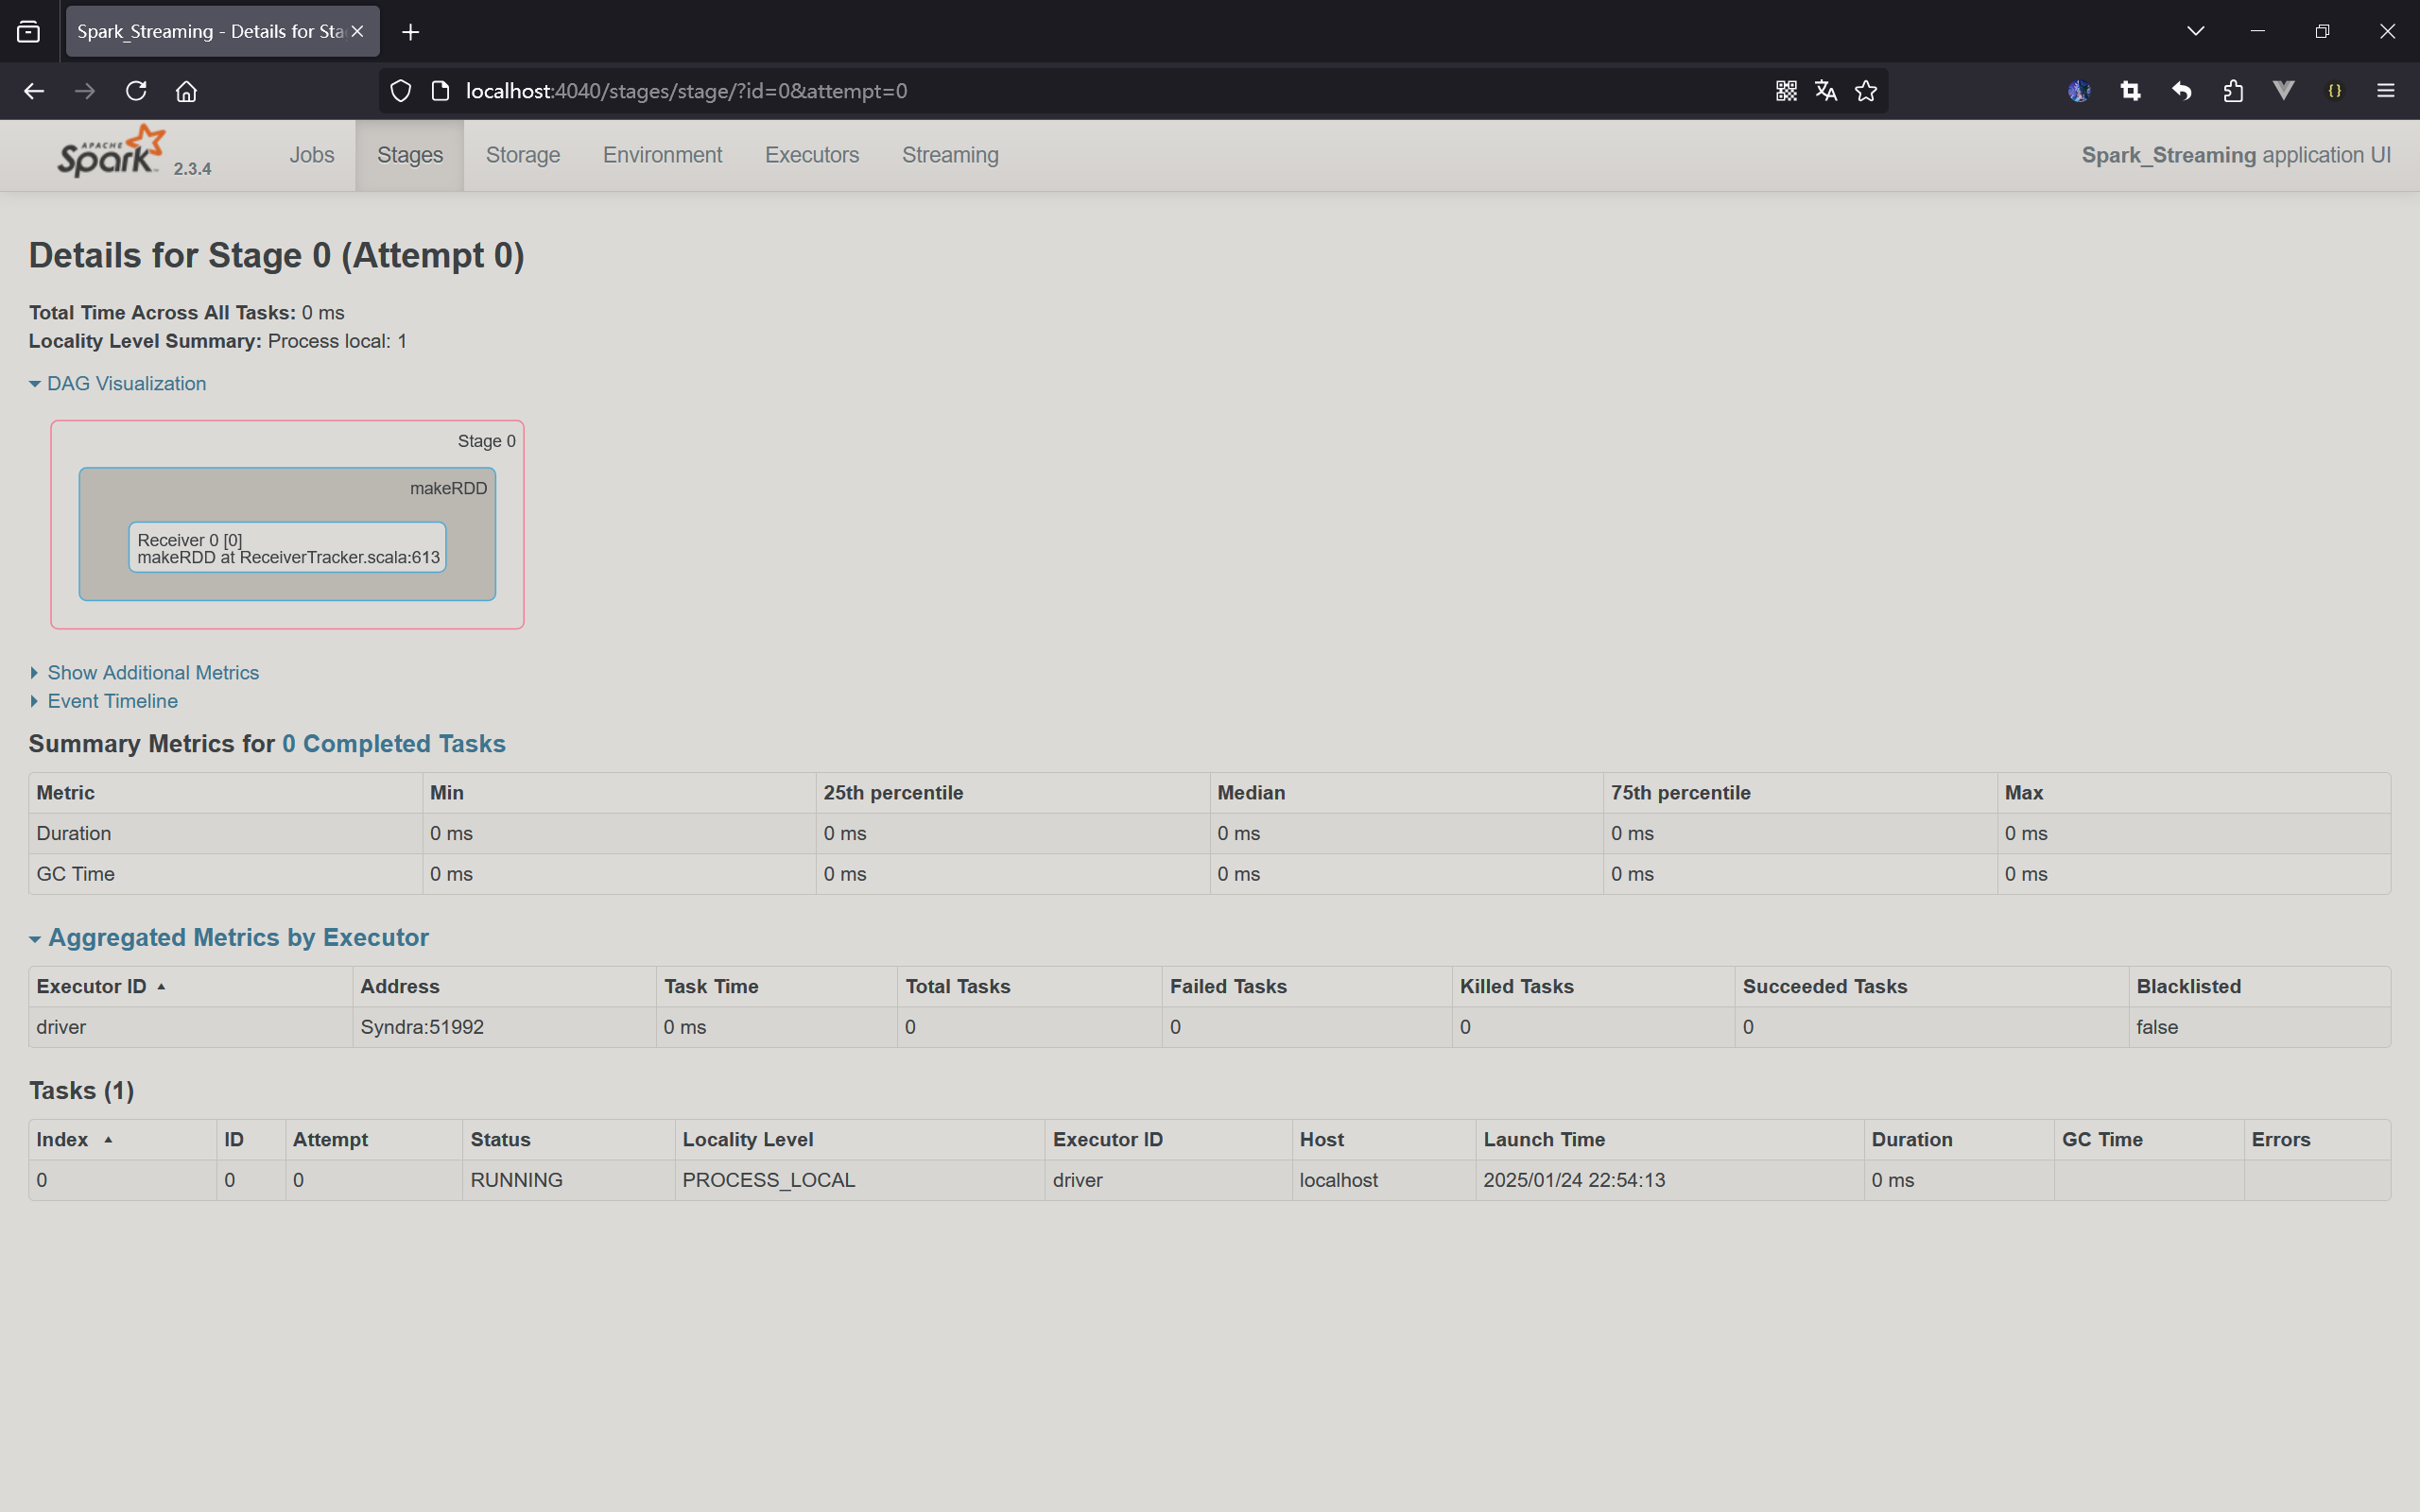 Spark_Streaming - Details for Sta
localhost:4040/stages/stage/?id=0&attempt=0
APACHE Spark 2.3.4 Jobs Stages Storage Environment Executors Streaming Spark_Streaming application UI
Details for Stage 0 (Attempt 0)
Total Time Across All Tasks: 0 ms
Locality Level Summary: Process local: 1
DAG Visualization
Stage 0
makeRDD
Receiver 0 [0]
makeRDD at ReceiverTracker.scala:613
Show Additional Metrics
Event Timeline
Summary Metrics for 0 Completed Tasks
Metric Min 25th percentile Median 75th percentile Max
Duration 0 ms 0 ms 0 ms 0 ms 0 ms
GC Time 0 ms 0 ms 0 ms 0 ms 0 ms
Aggregated Metrics by Executor
Executor ID Address Task Time Total Tasks Failed Tasks Killed Tasks Succeeded Tasks Blacklisted
driver Syndra:51992 0 ms 0 0 0 0 false
Tasks (1)
Index ID Attempt Status Locality Level Executor ID Host Launch Time Duration GC Time Errors
0 0 0 RUNNING PROCESS_LOCAL driver localhost 2025/01/24 22:54:13 0 ms